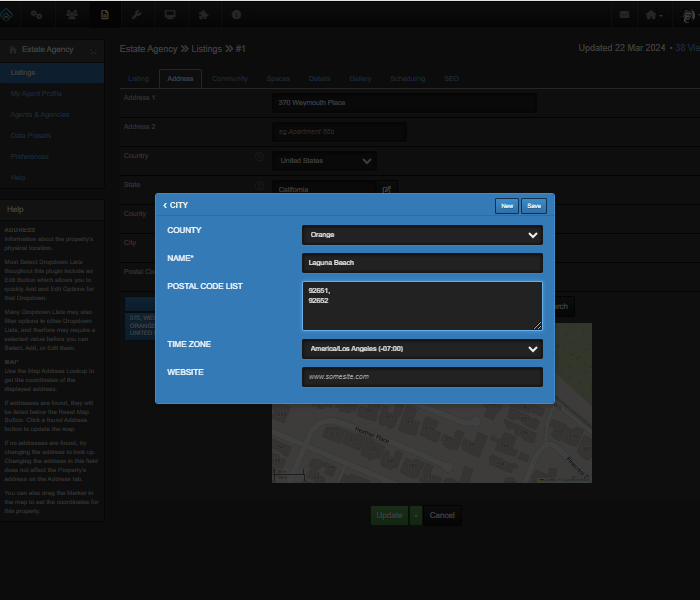 Estate Agency
Estate Agency » Listings » #1
Updated 22 Mar 2024 • 38
Listings
My Agent Profile
Agents & Agencies
Data Presets
Preferences
Help
Listing
Address
Community
Spaces
Details
Gallery
Scheduling
SEO
Address 1
370 Weymouth Place
Address 2
eg Apartment 66b
Country
United States
State
California
County
City
Postal
‹ CITY
New
Save
COUNTY
Orange
NAME*
Laguna Beach
POSTAL CODE LIST
92651,
92652
TIME ZONE
America/Los Angeles (-07:00)
WEBSITE
www.somesite.com
Help
ADDRESS
Information about the property's
physical location.
Most Select Dropdown Lists
thoughout this plugin include an
Edit Button which allows you to
quickly Add and Edit Options for
that Dropdown.
Many Dropdown Lists may also
filter options in other Dropdown
Lists, and therfore may require a
selected value before you can
Select, Add, or Edit them.
MAP
Use the Map Address Lookup to
get the coordinates of the
displayed address.
If addresses are found, they will
be listed below the Reset Map
Button. Click a found Address
button to update the map.
If no addresses are found, try
changing the address to look up.
Changing the address in this field
does not affect the Property's
address on the Address tab.
You can also drag the Marker in
the map to set the coordinates for
this property.
Heather Place
Update
Cancel